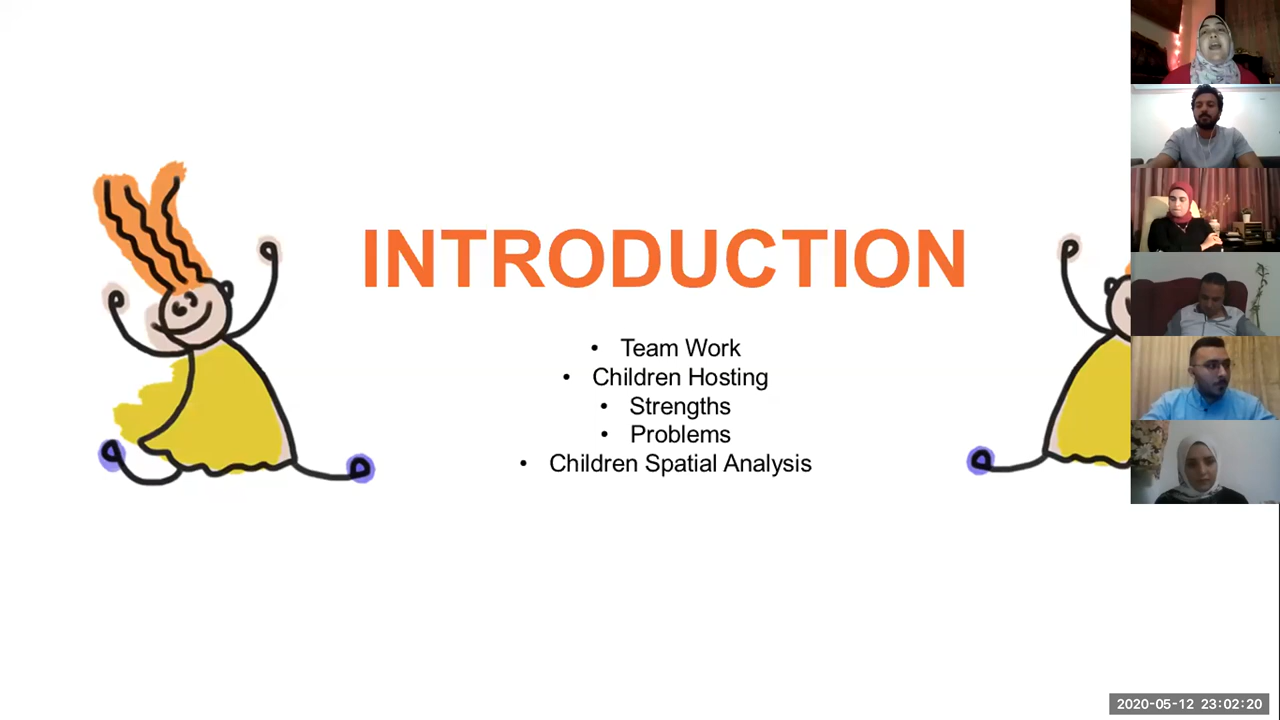 INTRODUCTION
• Team Work
• Children Hosting
• Strengths
• Problems
• Children Spatial Analysis
2020-05-12 23:02:20